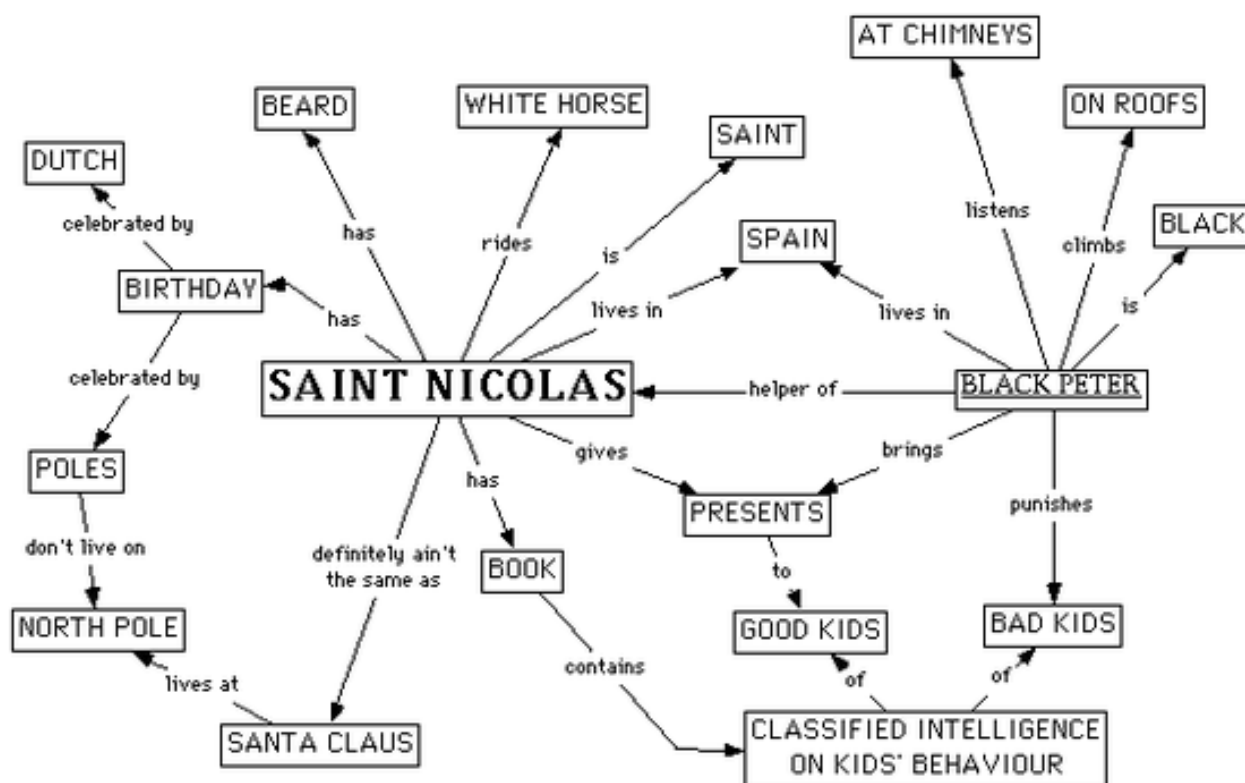 AT CHIMNEYS
BEARD
WHITE HORSE
ON ROOFS
SAINT
DUTCH
celebrated by
has
rides
is
listens
SPAIN
climbs
BLACK
BIRTHDAY
has
lives in
lives in
is
celebrated by
SAINT NICOLAS
helper of
BLACK PETER
POLES
has
gives
brings
PRESENTS
punishes
don't live on
definitely ain't
the same as
BOOK
to
NORTH POLE
GOOD KIDS
BAD KIDS
lives at
contains
of
of
SANTA CLAUS
CLASSIFIED INTELLIGENCE
ON KIDS' BEHAVIOUR